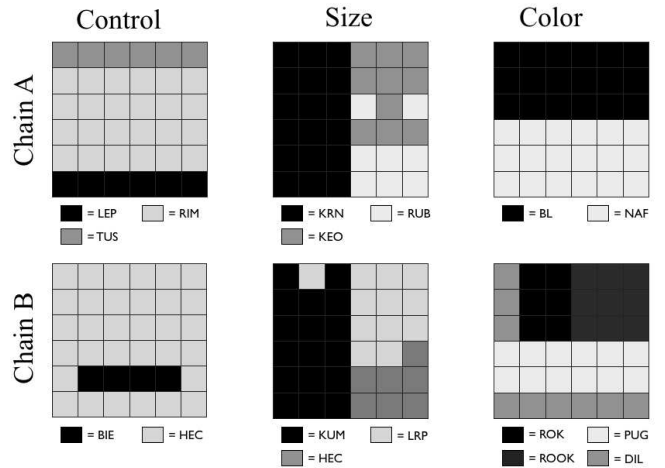 Control Size Color
Chain A
= LEP = RIM
= TUS
= KRN = RUB
= KEO
= BL = NAF
Chain B
= BIE = HEC
= KUM = LRP
= HEC
= ROK = PUG
= ROOK = DIL